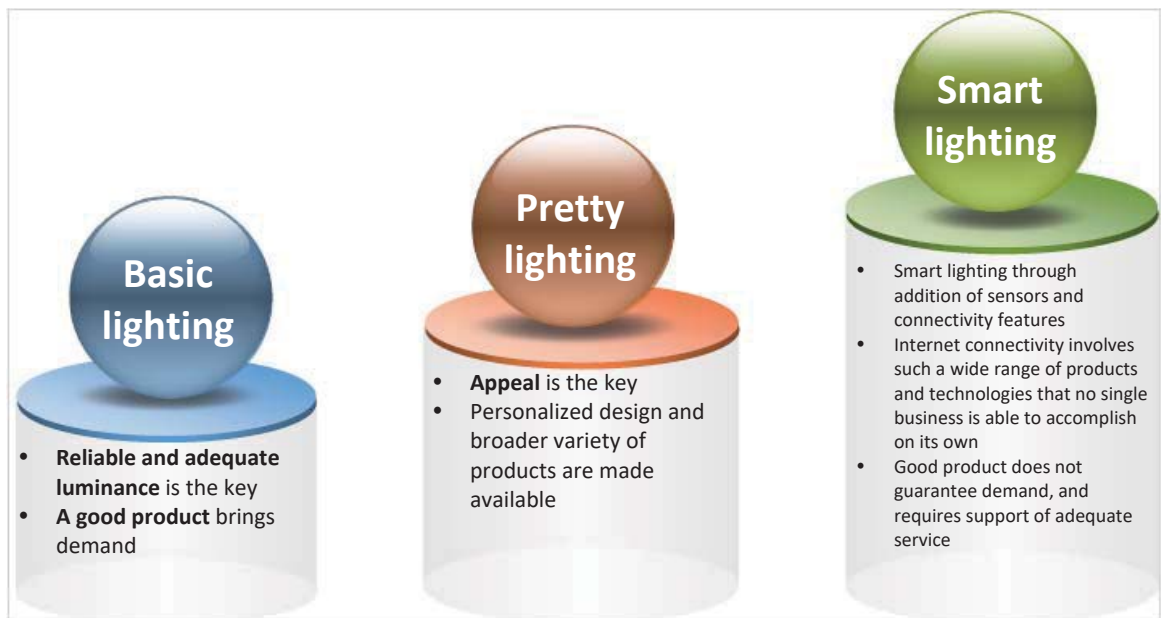 Basic
lighting
• Reliable and adequate
luminance is the key
• A good product brings
demand
Pretty
lighting
• Appeal is the key
• Personalized design and
broader variety of
products are made
available
Smart
lighting
• Smart lighting through
addition of sensors and
connectivity features
• Internet connectivity involves
such a wide range of products
and technologies that no single
business is able to accomplish
on its own
• Good product does not
guarantee demand, and
requires support of adequate
service